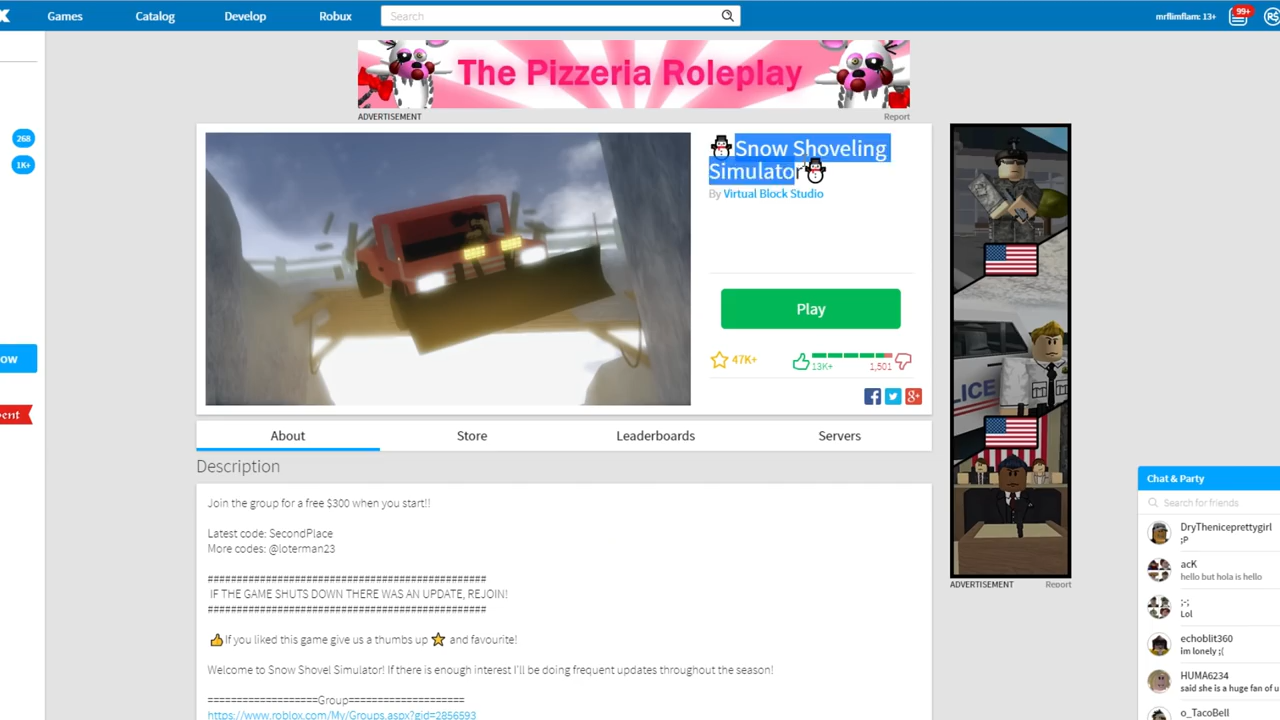 X Games Catalog Develop Robux Search mrflimflam: 13+ 99+ R$
The Pizzeria Roleplay
ADVERTISEMENT Report
268
1K+
⛄Snow Shoveling
Simulator⛄
By Virtual Block Studio
Play
47K+ 13K+ 1,501
LICE
ow
ent
About Store Leaderboards Servers
Description
Join the group for a free $300 when you start!!
Latest code: SecondPlace
More codes: @loterman23
##############################################
IF THE GAME SHUTS DOWN THERE WAS AN UPDATE, REJOIN!
##############################################
👍If you liked this game give us a thumbs up ⭐ and favourite!
Welcome to Snow Shovel Simulator! If there is enough interest I'll be doing frequent updates throughout the season!
==================Group===================
https://www.roblox.com/My/Groups.aspx?gid=2856593
ADVERTISEMENT Report
Chat & Party
Search for friends
DryTheniceprettygirl
;P
acK
hello but hola is hello
;-;
Lol
echoblit360
im lonely ;(
HUMA6234
said she is a huge fan of u
o_TacoBell